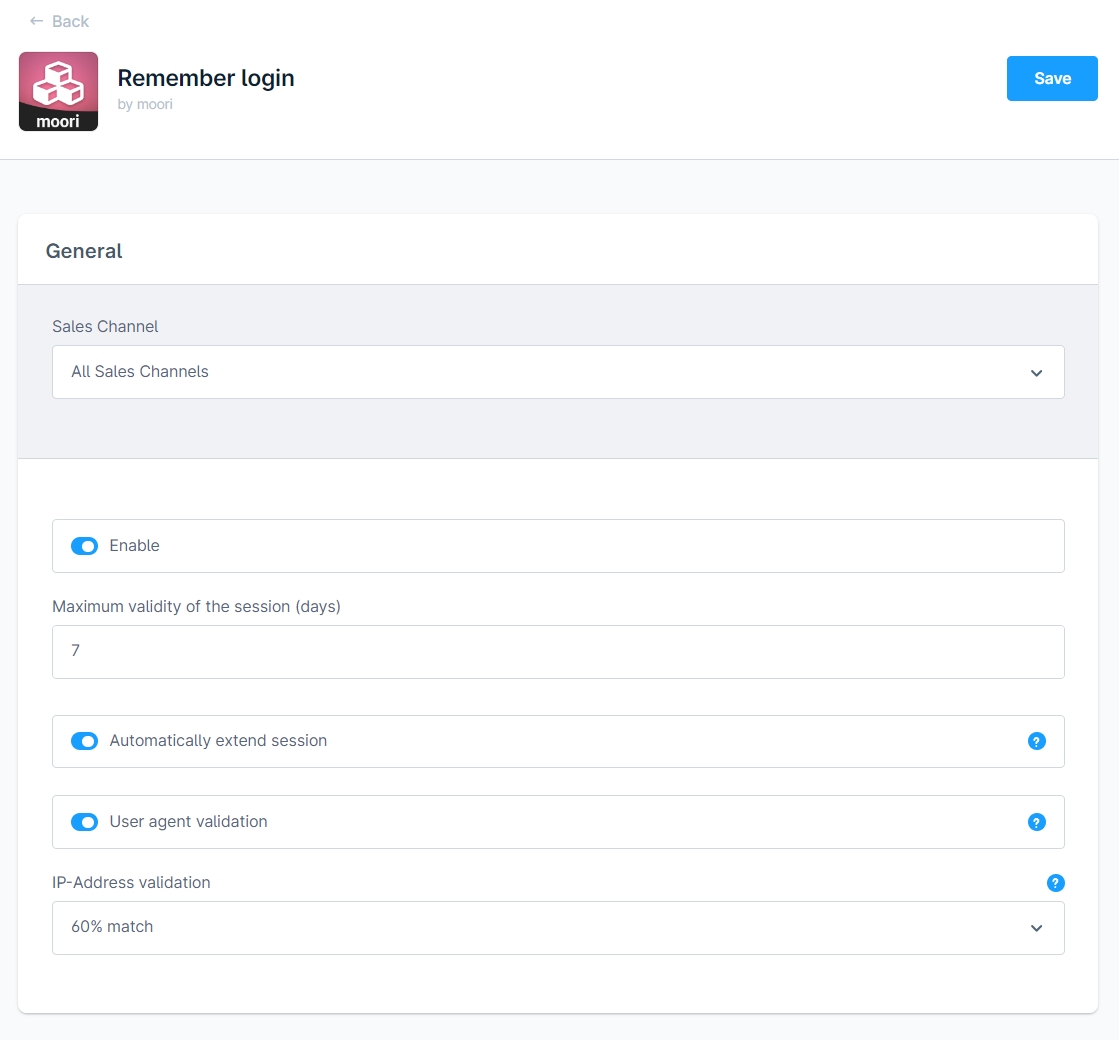 ← Back
moori
Remember login
by moori
Save
General
Sales Channel
All Sales Channels
Enable
Maximum validity of the session (days)
7
Automatically extend session
?
User agent validation
?
IP-Address validation
?
60% match